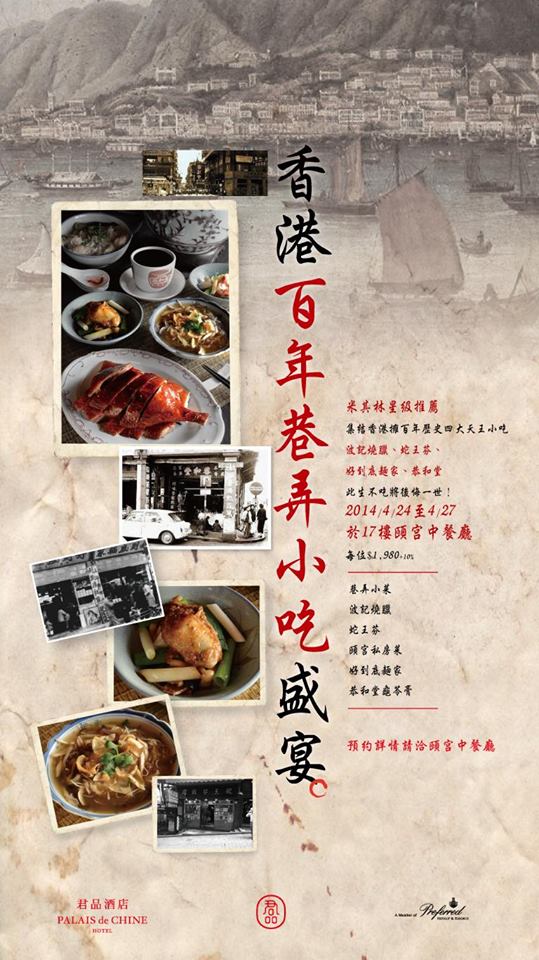 香港百年巷弄小吃盛宴
米其林星級推薦
集結香港擁百年歷史四大天王小吃
波記燒臘、蛇王芬、
好到底麵家、恭和堂
此生不吃將後悔一世！
2014/4/24至4/27
於17樓頤宮中餐廳
每位$1,980+10%
巷弄小菜
波記燒臘
蛇王芬
頤宮私房菜
好到底麵家
恭和堂龜苓膏
預約詳情請洽頤宮中餐廳
君品酒店
PALAIS de CHINE
HOTEL
君品
A Member of
Preferred
HOTELS & RESORTS